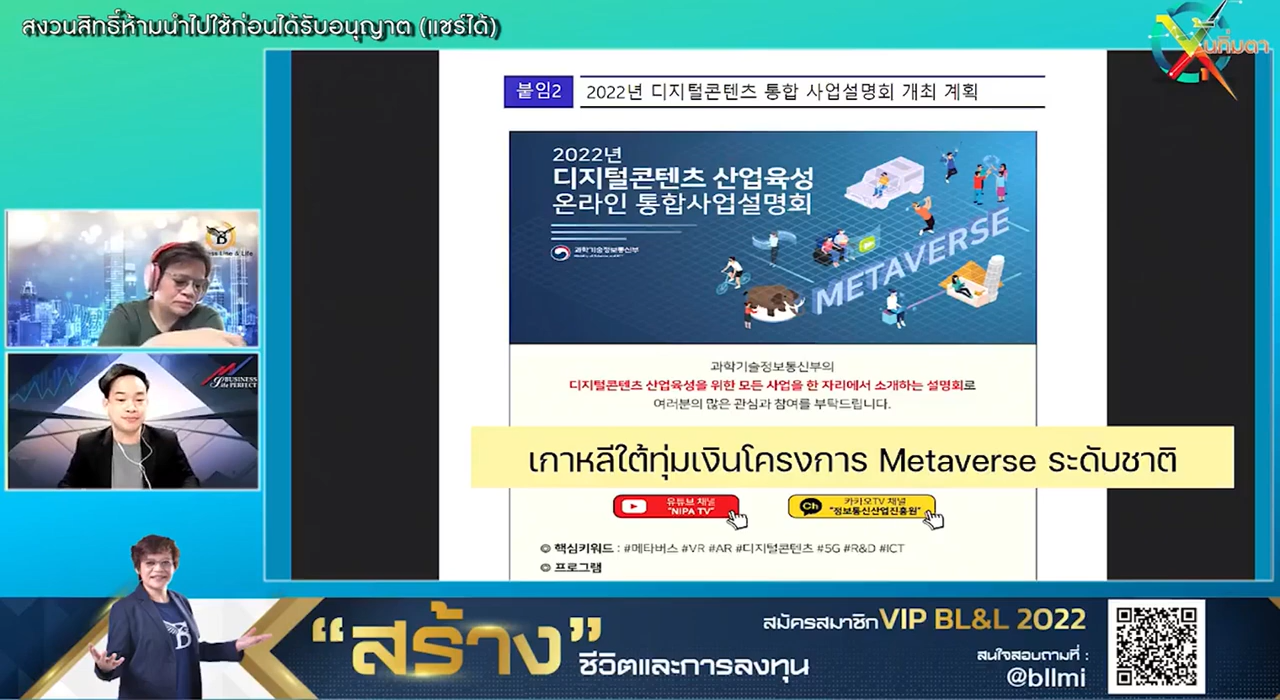 สงวนสิทธิ์ห้ามนำไปใช้ก่อนได้รับอนุญาต (แชร์ได้)
X
ทันทีมตา
붙임2
2022년 디지털콘텐츠 통합 사업설명회 개최 계획
2022년
디지털콘텐츠 산업육성
온라인 통합사업설명회
과학기술정보통신부
METAVERSE
BUSINESS
Life PERFECT
과학기술정보통신부의
디지털콘텐츠 산업육성을 위한 모든 사업을 한 자리에서 소개하는 설명회로
여러분의 많은 관심과 참여를 부탁드립니다.
เกาหลีใต้ทุ่มเงินโครงการ Metaverse ระดับชาติ
유튜브 채널
"NIPA TV"
Ch
카카오TV 채널
"정보통신산업진흥원"
◎ 핵심키워드 : #메타버스 #VR #AR #디지털콘텐츠 #5G #R&D #ICT
◎ 프로그램
“สร้าง”
ชีวิตและการลงทุน
สมัครสมาชิก VIP BL&L 2022
สนใจสอบถามที่ :
@bllmi